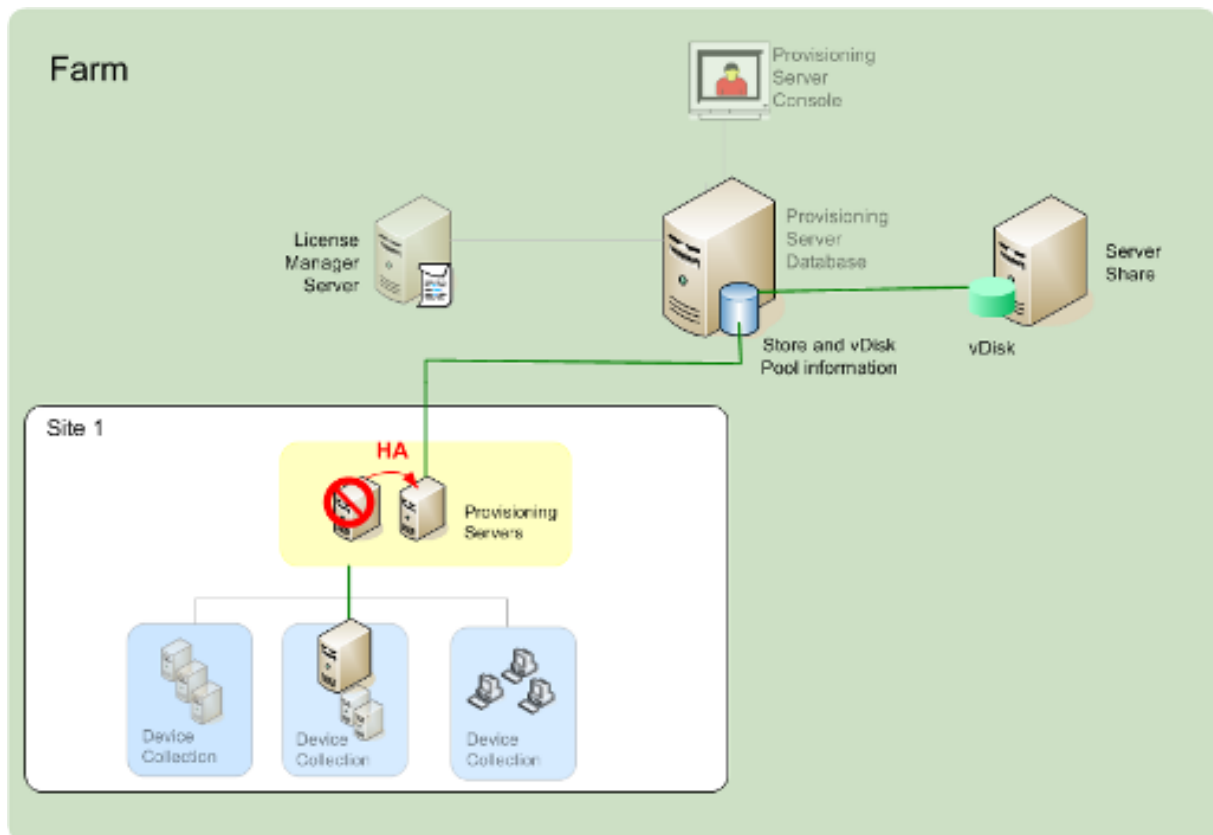 Farm
Provisioning
Server
Console
License
Manager
Server
Provisioning
Server
Database
Server
Share
Store and vDisk
Pool information
vDisk
Site 1
HA
Provisioning
Servers
Device
Collection
Device
Collection
Device
Collection